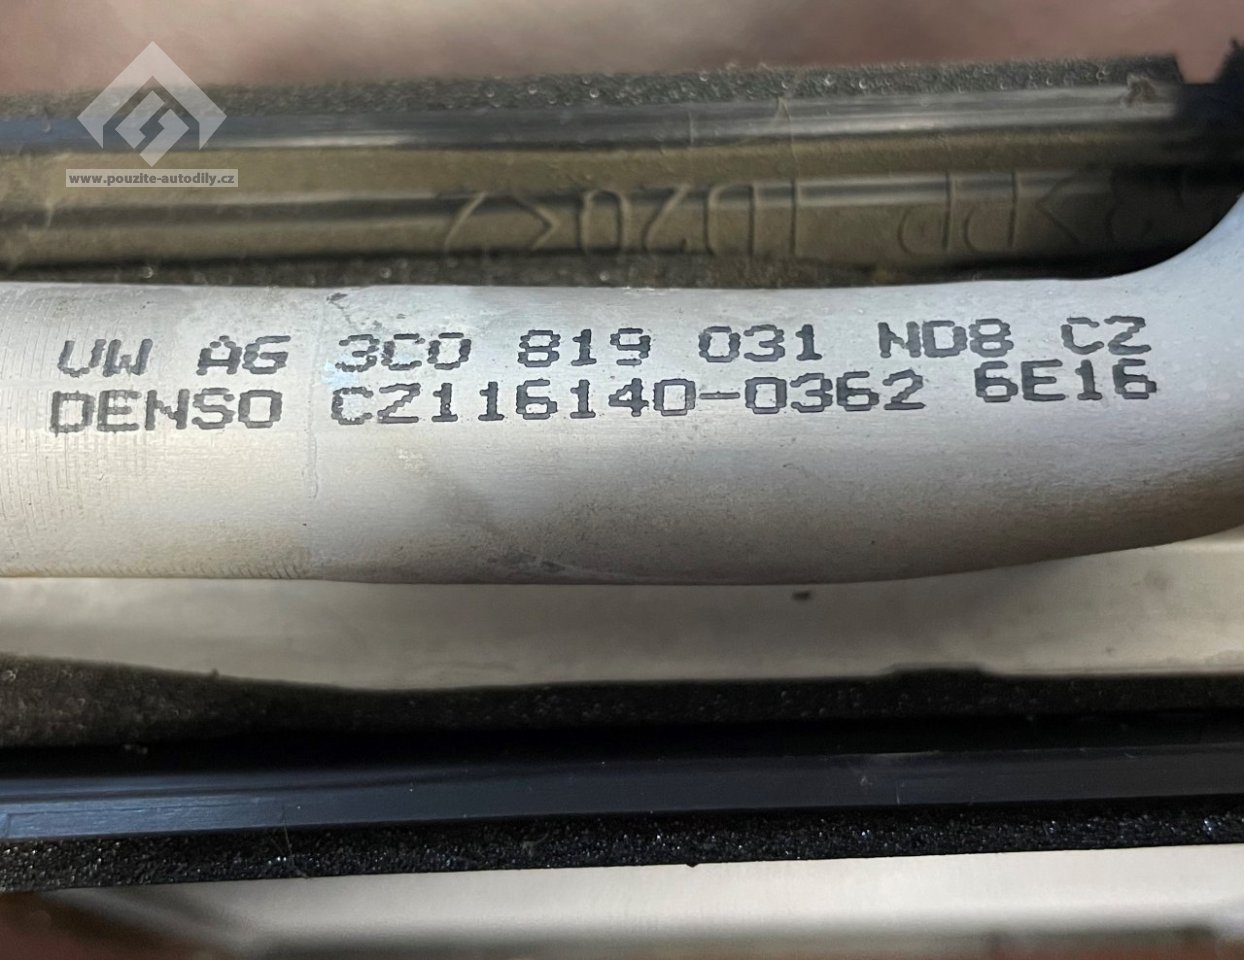 www.pouzite-autodily.cz
VW AG 3C0 819 031 ND8 CZ
DENSO CZ116140-0362 6E16